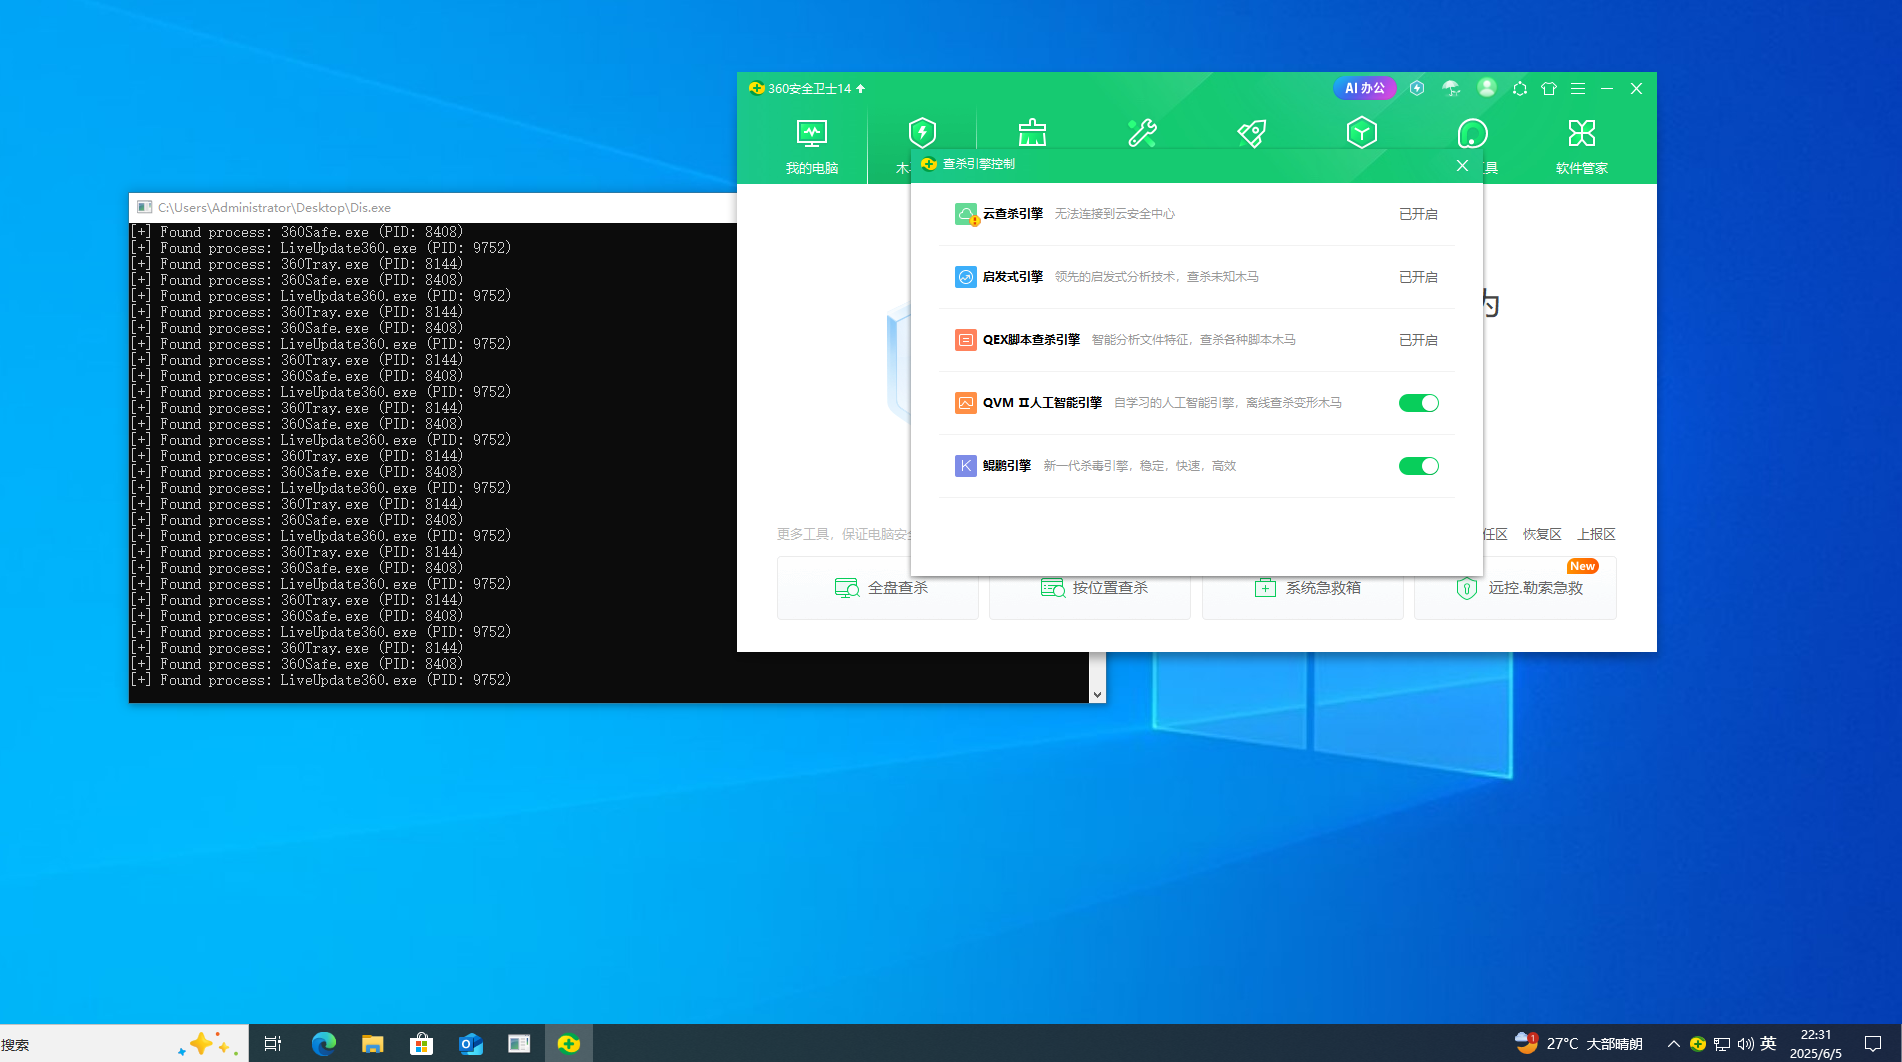 C:\Users\Administrator\Desktop\Dis.exe
[+] Found process: 360Safe.exe (PID: 8408)
[+] Found process: LiveUpdate360.exe (PID: 9752)
[+] Found process: 360Tray.exe (PID: 8144)
[+] Found process: 360Safe.exe (PID: 8408)
[+] Found process: LiveUpdate360.exe (PID: 9752)
[+] Found process: 360Tray.exe (PID: 8144)
[+] Found process: 360Safe.exe (PID: 8408)
[+] Found process: LiveUpdate360.exe (PID: 9752)
[+] Found process: 360Tray.exe (PID: 8144)
[+] Found process: 360Safe.exe (PID: 8408)
[+] Found process: LiveUpdate360.exe (PID: 9752)
[+] Found process: 360Tray.exe (PID: 8144)
[+] Found process: 360Safe.exe (PID: 8408)
[+] Found process: LiveUpdate360.exe (PID: 9752)
[+] Found process: 360Tray.exe (PID: 8144)
[+] Found process: 360Safe.exe (PID: 8408)
[+] Found process: LiveUpdate360.exe (PID: 9752)
[+] Found process: 360Tray.exe (PID: 8144)
[+] Found process: 360Safe.exe (PID: 8408)
[+] Found process: LiveUpdate360.exe (PID: 9752)
[+] Found process: 360Tray.exe (PID: 8144)
[+] Found process: 360Safe.exe (PID: 8408)
[+] Found process: LiveUpdate360.exe (PID: 9752)
[+] Found process: 360Tray.exe (PID: 8144)
[+] Found process: 360Safe.exe (PID: 8408)
[+] Found process: LiveUpdate360.exe (PID: 9752)
[+] Found process: 360Tray.exe (PID: 8144)
[+] Found process: 360Safe.exe (PID: 8408)
[+] Found process: LiveUpdate360.exe (PID: 9752)
360安全卫士14
AI 办公
我的电脑
木
具
软件管家
查杀引擎控制
云查杀引擎 无法连接到云安全中心 已开启
启发式引擎 领先的启发式分析技术，查杀未知木马 已开启
QEX脚本查杀引擎 智能分析文件特征，查杀各种脚本木马 已开启
QVM II人工智能引擎 自学习的人工智能引擎，离线查杀变形木马
K 鲲鹏引擎 新一代杀毒引擎，稳定，快速，高效
更多工具，保证电脑安
任区 恢复区 上报区
全盘查杀
按位置查杀
系统急救箱
New
远控.勒索急救
搜索
1
27°C 大部晴朗
英
22:31
2025/6/5